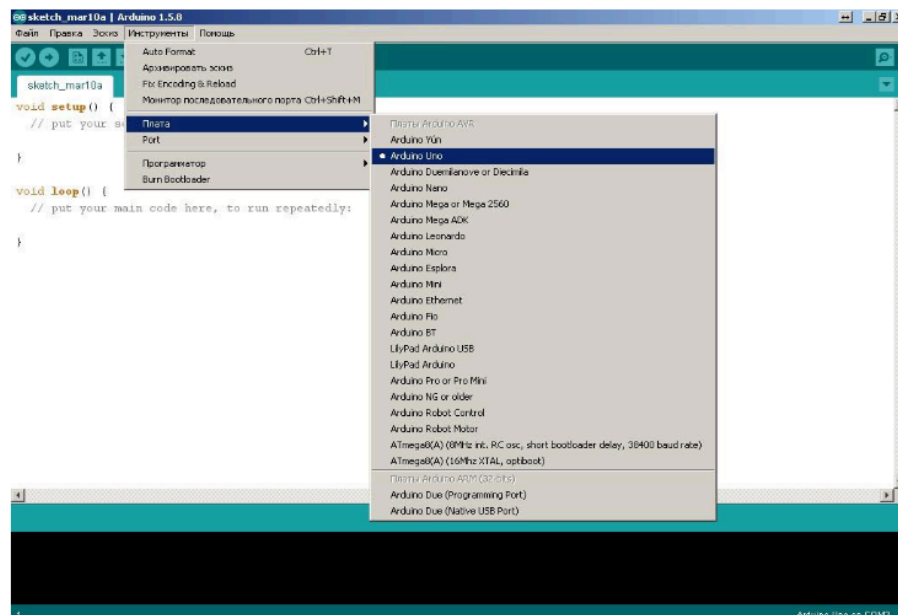 sketch_mar10a | Arduino 1.5.8
Файл Правка Эскиз Инструменты Помощь
Auto Format Ctrl+T
Архивировать эскиз
Fix Encoding & Reload
Монитор последовательного порта Ctrl+Shift+M
Плата
Port
Программатор
Burn Bootloader
sketch_mar10a
void setup() {
// put your
}
void loop() {
// put your main code here, to run repeatedly:
}
Платы Arduino AVR
Arduino Yún
Arduino Uno
Arduino Duemilanove or Diecimila
Arduino Nano
Arduino Mega or Mega 2560
Arduino Mega ADK
Arduino Leonardo
Arduino Micro
Arduino Esplora
Arduino Mini
Arduino Ethernet
Arduino Fio
Arduino BT
LilyPad Arduino USB
LilyPad Arduino
Arduino Pro or Pro Mini
Arduino NG or older
Arduino Robot Control
Arduino Robot Motor
ATmega8(A) (8MHz int. RC osc, short bootloader delay, 38400 baud rate)
ATmega8(A) (16Mhz XTAL, optiboot)
Платы Arduino ARM (32-bits)
Arduino Due (Programming Port)
Arduino Due (Native USB Port)
1
Arduino Uno on